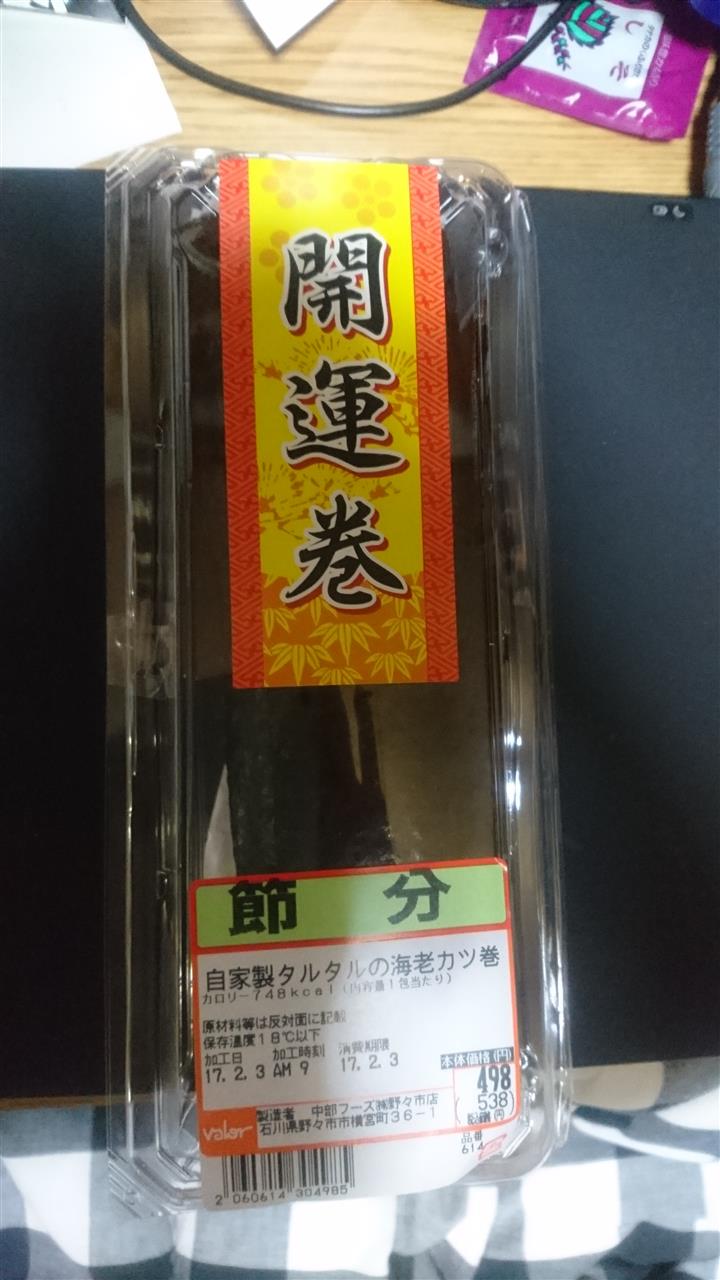 開運巻
節分
自家製タルタルの海老カツ巻
カロリー748kcal(内容量1包当たり)
原材料等は反対面に記載
保存温度18℃以下
加工日 加工時刻 消費期限
17.2.3 AM 9 17.2.3
本体価格(円)
498
(538)
valor
製造者 中部フーズ㈱野々市店
石川県野々市市横宮町36-1
品番
614
2 060614 304985